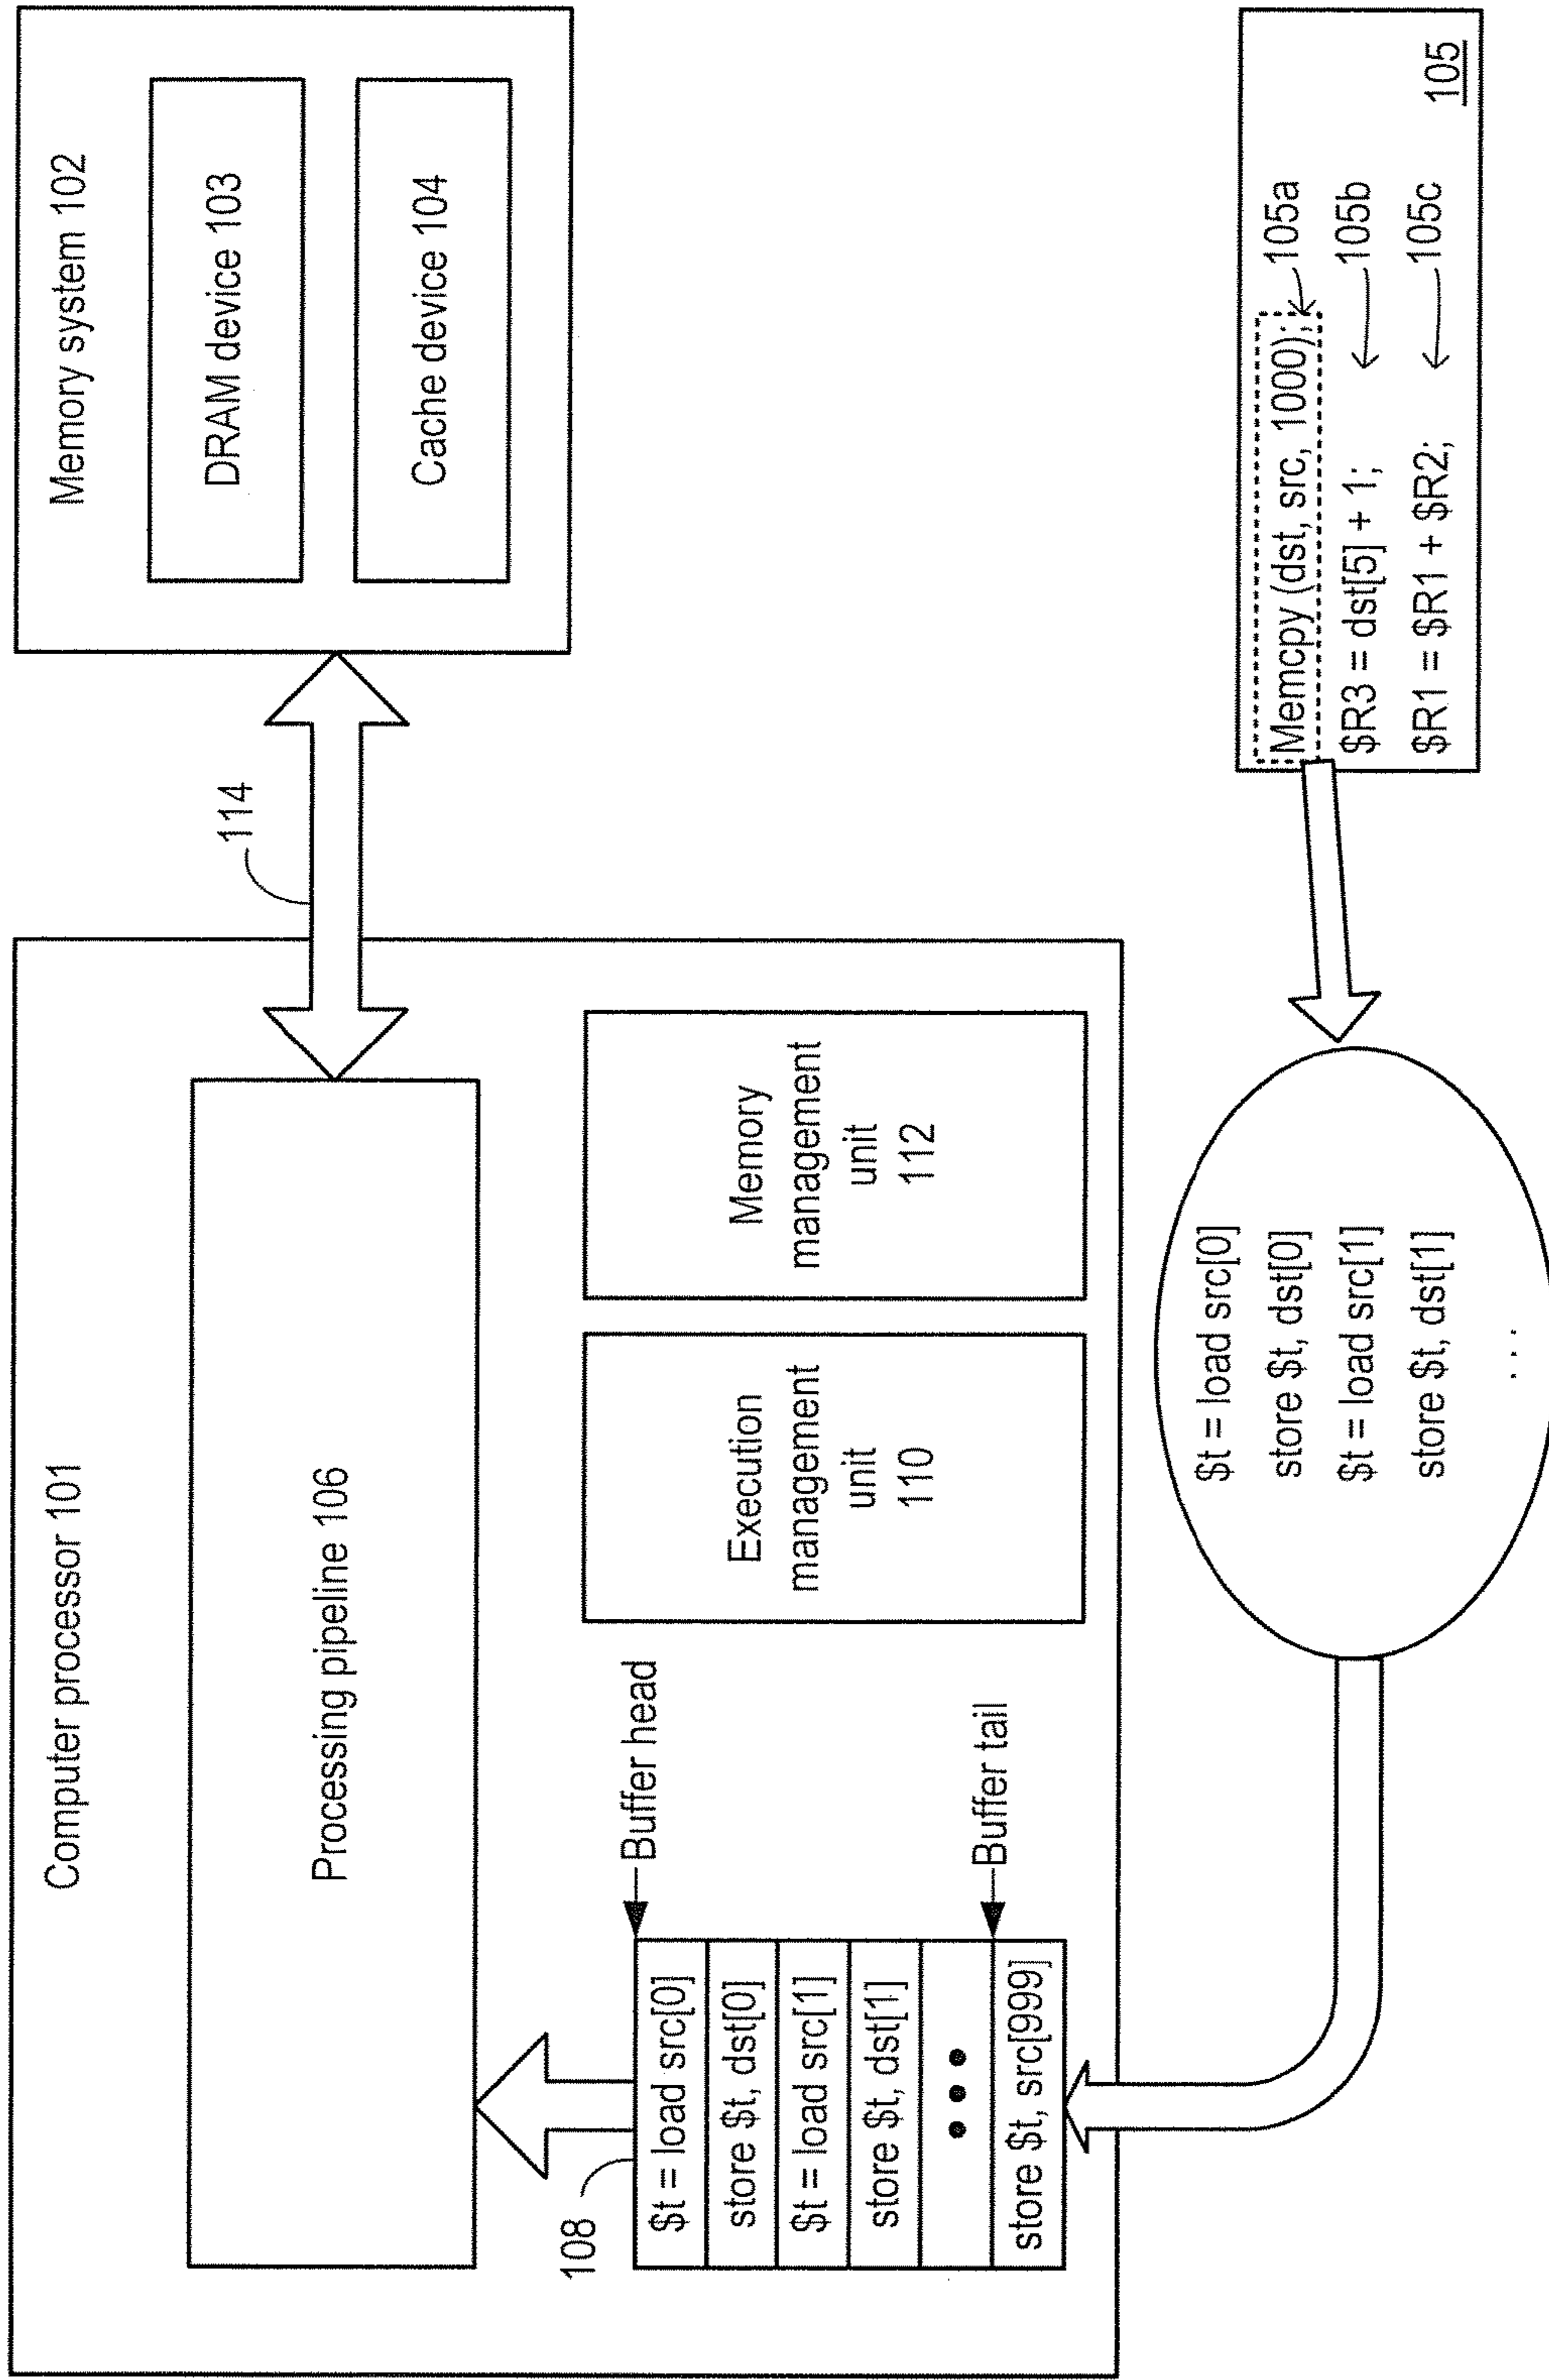 Computer processor 101
Processing pipeline 106
108
Buffer head
$t = load src[0]
store $t, dst[0]
$t = load src[1]
store $t, dst[1]
•••
store $t, src[999]
Buffer tail
Execution
management
unit
110
Memory
management
unit
112
114
Memory system 102
DRAM device 103
Cache device 104
$t = load src[0]
store $t, dst[0]
$t = load src[1]
store $t, dst[1]
...
Memcpy (dst, src, 1000); 105a
$R3 = dst[5] + 1; 105b
$R1 = $R1 + $R2; 105c
105